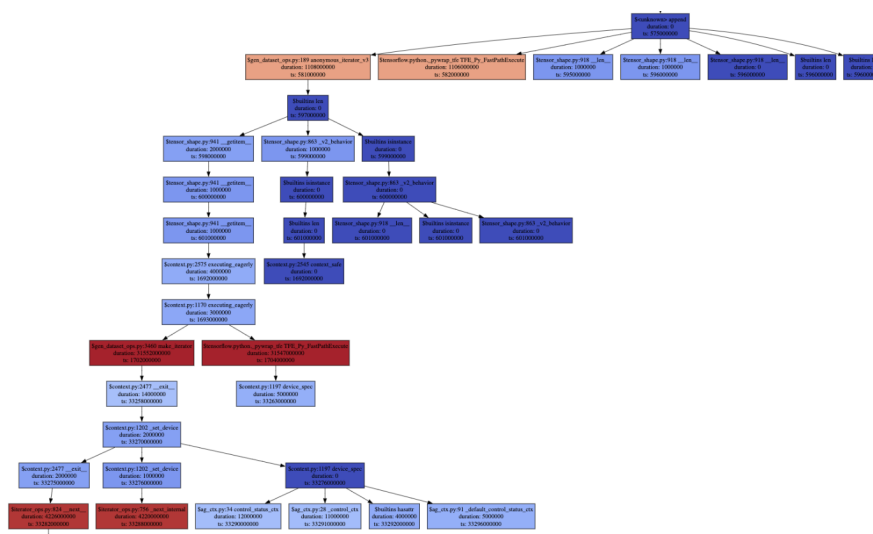 $<unknown> append
duration: 0
ts: 575000000
$gen_dataset_ops.py:189 anonymous_iterator_v3
duration: 1108000000
ts: 581000000
$tensorflow.python._pywrap_tfe TFE_Py_FastPathExecute
duration: 1106000000
ts: 582000000
$tensor_shape.py:918 __len__
duration: 1000000
ts: 595000000
$tensor_shape.py:918 __len__
duration: 1000000
ts: 596000000
$tensor_shape.py:918 __len__
duration: 0
ts: 596000000
$builtins len
duration: 0
ts: 596000000
$builtins
duration: 0
$builtins len
duration: 0
ts: 597000000
$tensor_shape.py:941 __getitem__
duration: 2000000
ts: 598000000
$tensor_shape.py:863 _v2_behavior
duration: 1000000
ts: 599000000
$builtins isinstance
duration: 0
ts: 599000000
$tensor_shape.py:941 __getitem__
duration: 1000000
ts: 600000000
$builtins isinstance
duration: 0
ts: 600000000
$tensor_shape.py:863 _v2_behavior
duration: 0
ts: 600000000
$tensor_shape.py:941 __getitem__
duration: 1000000
ts: 601000000
$builtins len
duration: 0
ts: 601000000
$tensor_shape.py:918 __len__
duration: 0
ts: 601000000
$builtins isinstance
duration: 0
ts: 601000000
$tensor_shape.py:863 _v2_behavior
duration: 0
ts: 601000000
$context.py:2575 executing_eagerly
duration: 4000000
ts: 1692000000
$context.py:2545 context_safe
duration: 0
ts: 1692000000
$context.py:1170 executing_eagerly
duration: 3000000
ts: 1693000000
$gen_dataset_ops.py:3480 make_iterator
duration: 31552000000
ts: 1702000000
$tensorflow.python._pywrap_tfe TFE_Py_FastPathExecute
duration: 31547000000
ts: 1704000000
$context.py:2477 __exit__
duration: 14000000
ts: 33258000000
$context.py:1197 device_spec
duration: 5000000
ts: 33263000000
$context.py:1202 _set_device
duration: 2000000
ts: 33270000000
$context.py:2477 __exit__
duration: 2000000
ts: 33275000000
$context.py:1202 _set_device
duration: 1000000
ts: 33276000000
$context.py:1197 device_spec
duration: 0
ts: 33276000000
$iterator_ops.py:824 __next__
duration: 4226000000
ts: 33282000000
$iterator_ops.py:756 _next_internal
duration: 4220000000
ts: 33288000000
$ag_ctx.py:34 control_status_ctx
duration: 12000000
ts: 33290000000
$ag_ctx.py:28 _control_ctx
duration: 11000000
ts: 33291000000
$builtins hasattr
duration: 4000000
ts: 33292000000
$ag_ctx.py:91 _default_control_status_ctx
duration: 5000000
ts: 33296000000